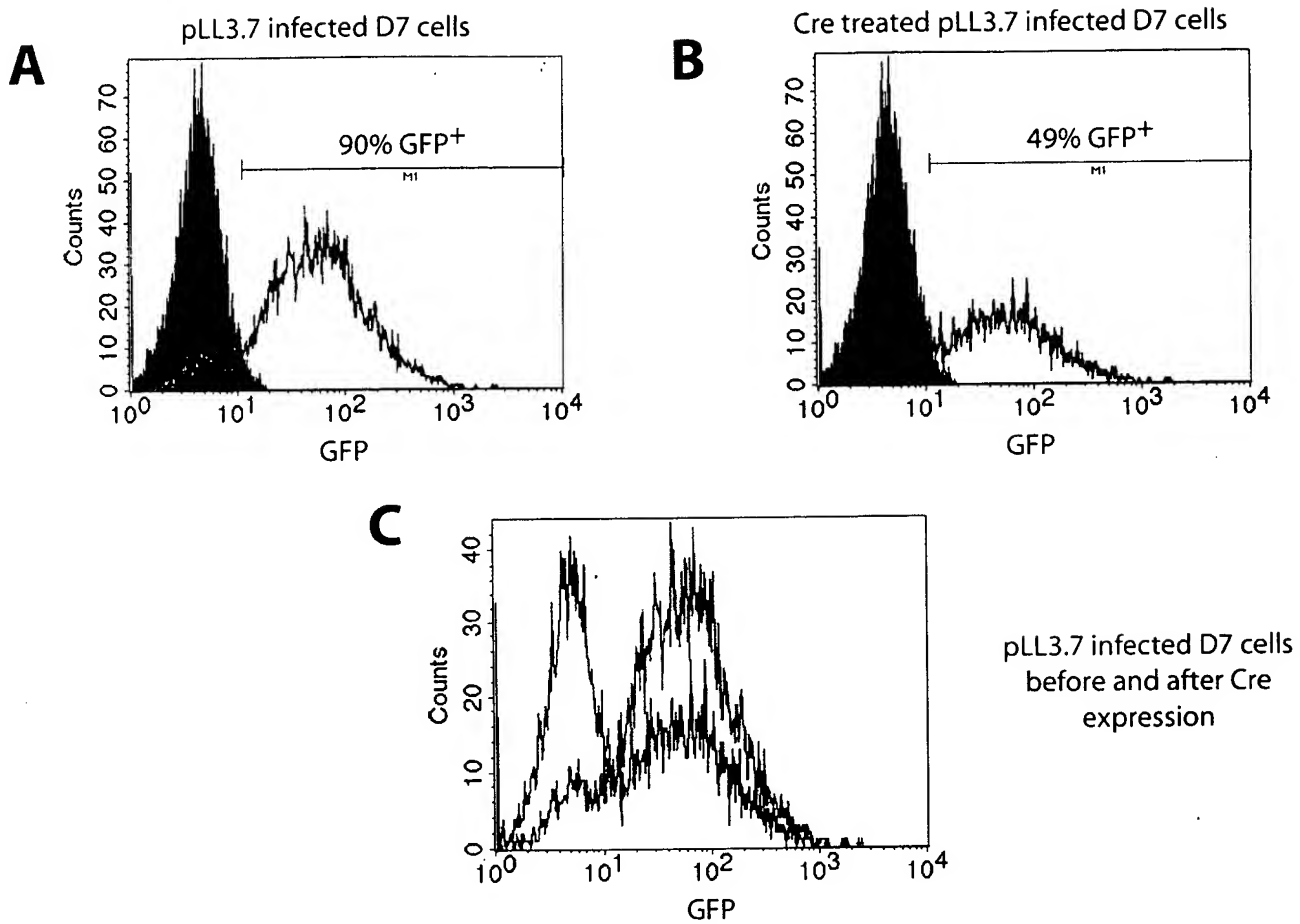 A
pLL3.7 infected D7 cells
Counts
70
60
50
40
30
20
10
0
90% GFP+
M1
10^0
10^1
10^2
10^3
10^4
GFP
B
Cre treated pLL3.7 infected D7 cells
Counts
70
60
50
40
30
20
10
0
49% GFP+
M1
10^0
10^1
10^2
10^3
10^4
GFP
C
Counts
40
30
20
10
0
10^0
10^1
10^2
10^3
10^4
GFP
pLL3.7 infected D7 cells
before and after Cre
expression